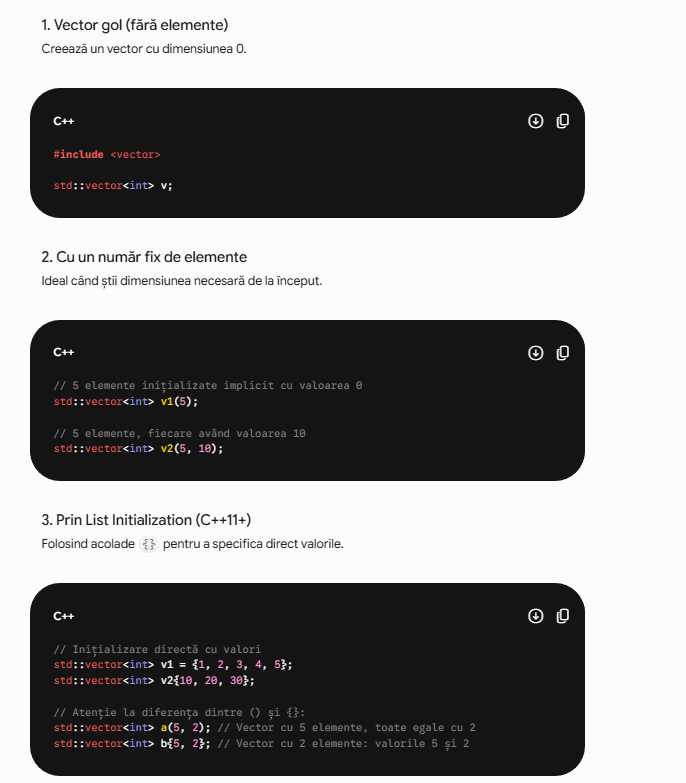 1. Vector gol (fără elemente)
Creează un vector cu dimensiunea 0.
C++
#include <vector>
std::vector<int> v;
2. Cu un număr fix de elemente
Ideal când știi dimensiunea necesară de la început.
C++
// 5 elemente inițializate implicit cu valoarea 0
std::vector<int> v1(5);
// 5 elemente, fiecare având valoarea 10
std::vector<int> v2(5, 10);
3. Prin List Initialization (C++11+)
Folosind acolade {} pentru a specifica direct valorile.
C++
// Inițializare directă cu valori
std::vector<int> v1 = {1, 2, 3, 4, 5};
std::vector<int> v2{10, 20, 30};
// Atenție la diferența dintre () și {}:
std::vector<int> a(5, 2); // Vector cu 5 elemente, toate egale cu 2
std::vector<int> b{5, 2}; // Vector cu 2 elemente: valorile 5 și 2